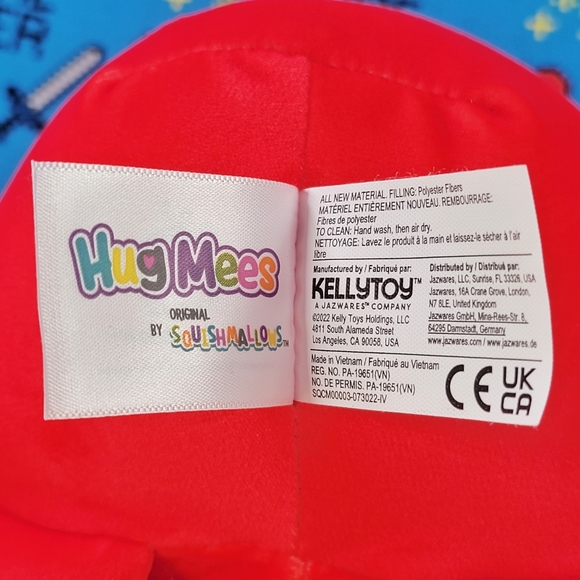 Hug Mees
ORIGINAL
BY SQUISHMALLOWS™
ALL NEW MATERIAL. FILLING: Polyester Fibers
MATÉRIEL ENTIÈREMENT NOUVEAU. REMBOURRAGE:
Fibres de polyester
TO CLEAN: Hand wash, then air dry.
NETTOYAGE: Lavez le produit à la main et laissez-le sécher à l'air
libre
Manufactured by / Fabriqué par:
KELLYTOY™
A JAZWARES™ COMPANY
©2022 Kelly Toys Holdings, LLC
4811 South Alameda Street
Los Angeles, CA 90058, USA
Distributed by / Distribué par:
Jazwares, LLC, Sunrise, FL 33326, USA
Jazwares, 16A Crane Grove, London,
N7 8LE, United Kingdom
Jazwares GmbH, Mina-Rees-Str. 8,
64295 Darmstadt, Germany
www.jazwares.com / www.jazwares.de
Made in Vietnam / Fabriqué au Vietnam
REG. NO. PA-19651(VN)
NO. DE PERMIS. PA-19651(VN)
SQCM00003-073022-IV
CE UK
CA